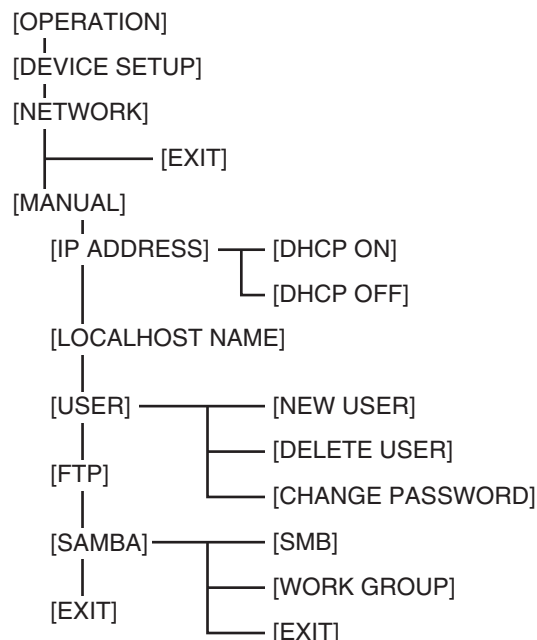 [OPERATION]
[DEVICE SETUP]
[NETWORK]
[EXIT]
[MANUAL]
[IP ADDRESS] [DHCP ON]
[DHCP OFF]
[LOCALHOST NAME]
[USER] [NEW USER]
[DELETE USER]
[FTP]
[CHANGE PASSWORD]
[SAMBA] [SMB]
[WORK GROUP]
[EXIT]
[EXIT]